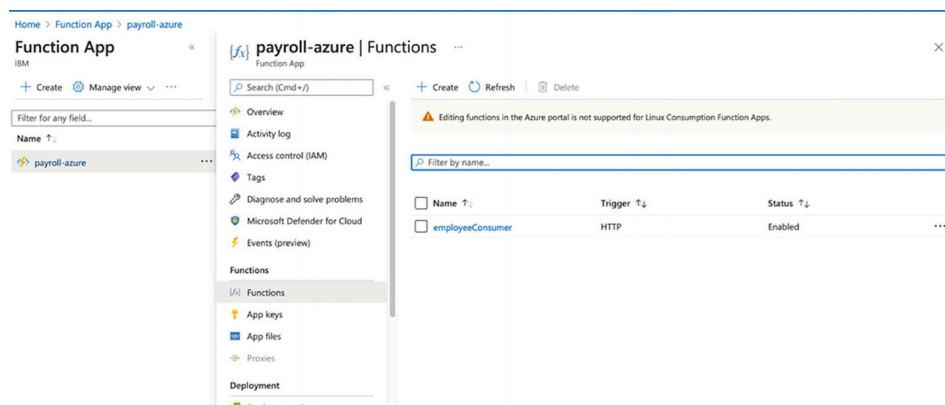 Home > Function App > payroll-azure
Function App
IBM
Create Manage view
Filter for any field...
Name
payroll-azure
payroll-azure | Functions
Function App
Search (Cmd+/)
Overview
Activity log
Access control (IAM)
Tags
Diagnose and solve problems
Microsoft Defender for Cloud
Events (preview)
Functions
Functions
App keys
App files
Proxies
Deployment
Create Refresh Delete
Editing functions in the Azure portal is not supported for Linux Consumption Function Apps.
Filter by name...
Name Trigger Status
employeeConsumer HTTP Enabled